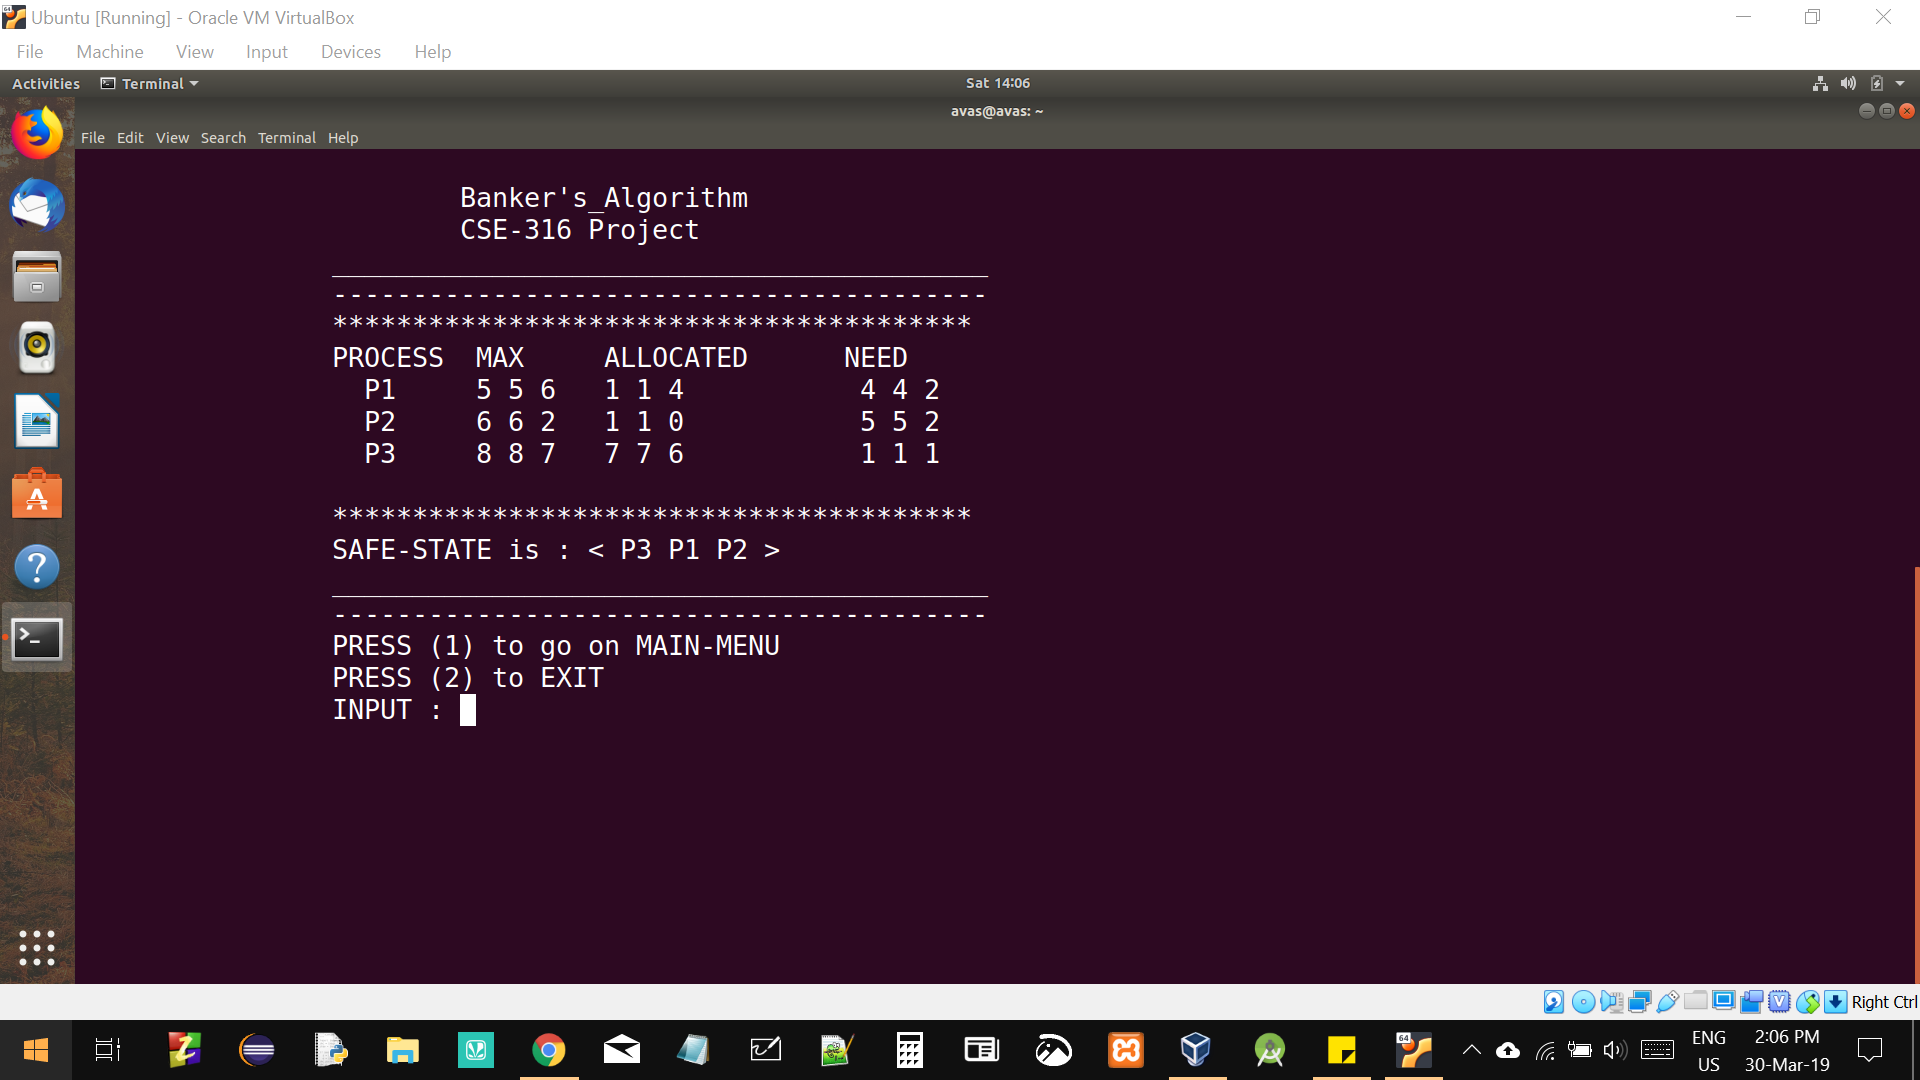 Ubuntu [Running] - Oracle VM VirtualBox
File Machine View Input Devices Help
Activities Terminal Sat 14:06
avas@avas: ~
File Edit View Search Terminal Help
Banker's_Algorithm
CSE-316 Project
_________________________________________
-----------------------------------------
****************************************
PROCESS MAX ALLOCATED NEED
P1 5 5 6 1 1 4 4 4 2
P2 6 6 2 1 1 0 5 5 2
P3 8 8 7 7 7 6 1 1 1
****************************************
SAFE-STATE is : < P3 P1 P2 >
_________________________________________
-----------------------------------------
PRESS (1) to go on MAIN-MENU
PRESS (2) to EXIT
INPUT :
Right Ctrl
ENG 2:06 PM
US 30-Mar-19